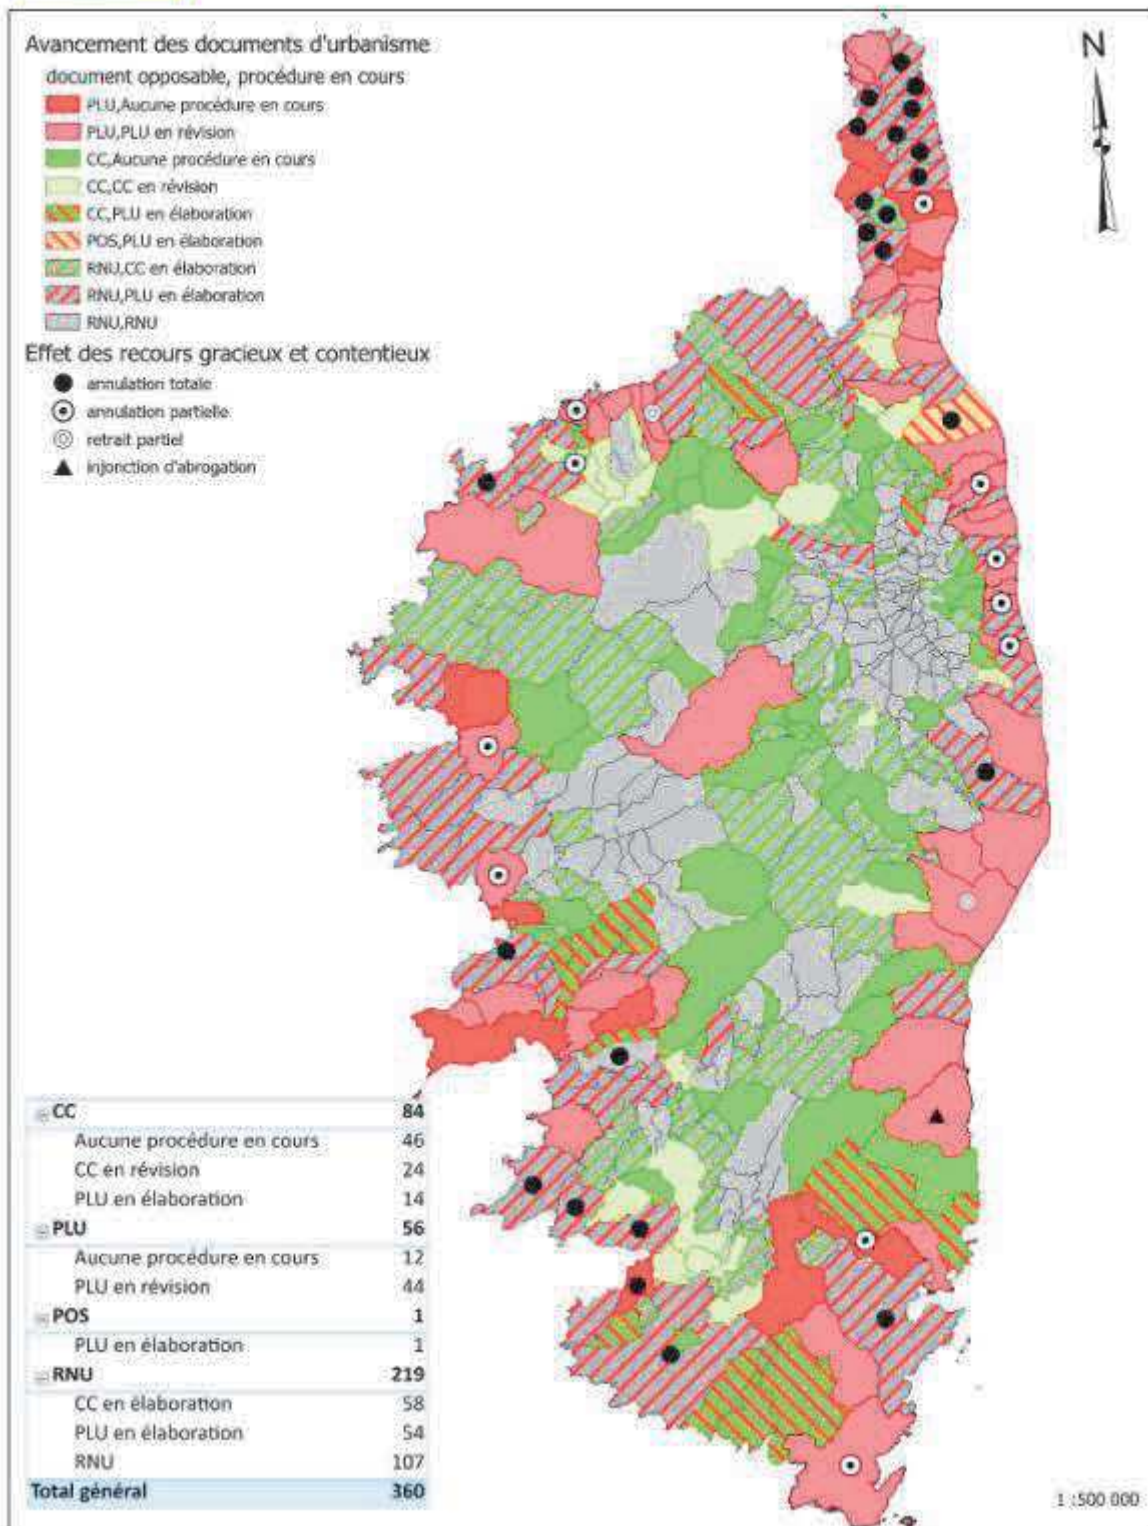 N
Avancement des documents d'urbanisme
document opposable, procédure en cours
PLU,Aucune procédure en cours
PLU,PLU en révision
CC,Aucune procédure en cours
CC,CC en révision
CC,PLU en élaboration
POS,PLU en élaboration
RNU,CC en élaboration
RNU,PLU en élaboration
RNU,RNU
Effet des recours gracieux et contentieux
annulation totale
annulation partielle
retrait partiel
injonction d'abrogation
CC 84
Aucune procédure en cours 46
CC en révision 24
PLU en élaboration 14
PLU 56
Aucune procédure en cours 12
PLU en révision 44
POS 1
PLU en élaboration 1
RNU 219
CC en élaboration 58
PLU en élaboration 54
RNU 107
Total général 360
1 :500 000